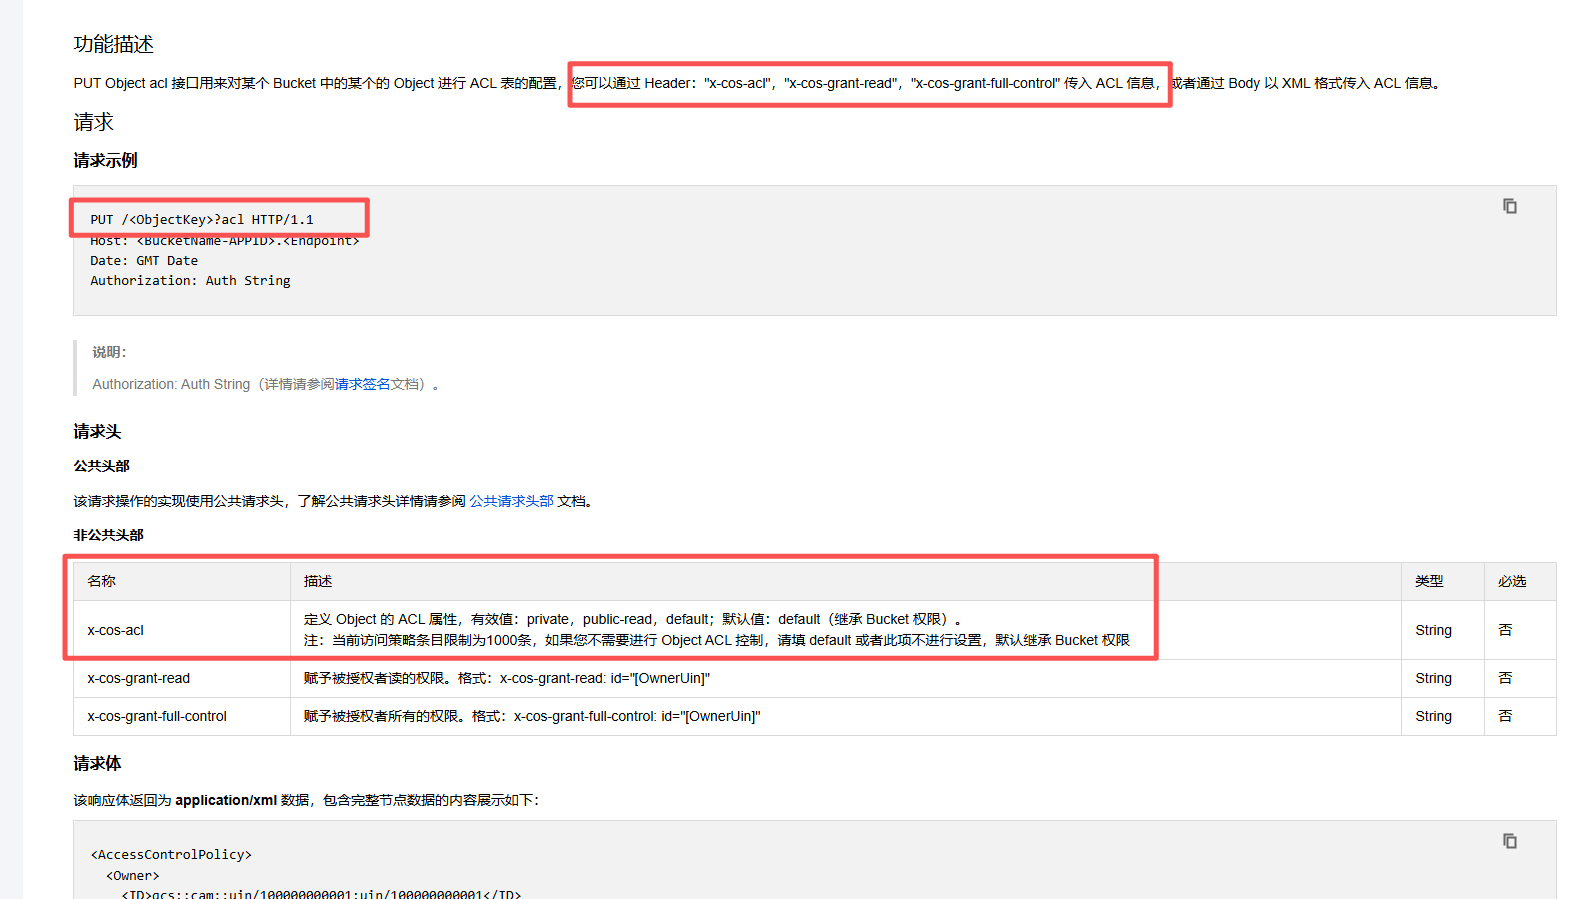 功能描述
PUT Object acl 接口用来对某个 Bucket 中的某个的 Object 进行 ACL 表的配置，您可以通过 Header："x-cos-acl"，"x-cos-grant-read"，"x-cos-grant-full-control" 传入 ACL 信息，或者通过 Body 以 XML 格式传入 ACL 信息。
请求
请求示例
PUT /<ObjectKey>?acl HTTP/1.1
Host: <BucketName-APPID>.<Endpoint>
Date: GMT Date
Authorization: Auth String
说明：
Authorization: Auth String（详情请参阅请求签名文档）。
请求头
公共头部
该请求操作的实现使用公共请求头，了解公共请求头详情请参阅 公共请求头部 文档。
非公共头部
名称 描述 类型 必选
x-cos-acl 定义 Object 的 ACL 属性，有效值：private，public-read，default；默认值：default（继承 Bucket 权限）。
注：当前访问策略条目限制为1000条，如果您不需要进行 Object ACL 控制，请填 default 或者此项不进行设置，默认继承 Bucket 权限 String 否
x-cos-grant-read 赋予被授权者读的权限。格式：x-cos-grant-read: id="[OwnerUin]" String 否
x-cos-grant-full-control 赋予被授权者所有的权限。格式：x-cos-grant-full-control: id="[OwnerUin]" String 否
请求体
该响应体返回为 application/xml 数据，包含完整节点数据的内容展示如下：
<AccessControlPolicy>
<Owner>
<ID>qcs::cam::uin/100000000001:uin/100000000001</ID>